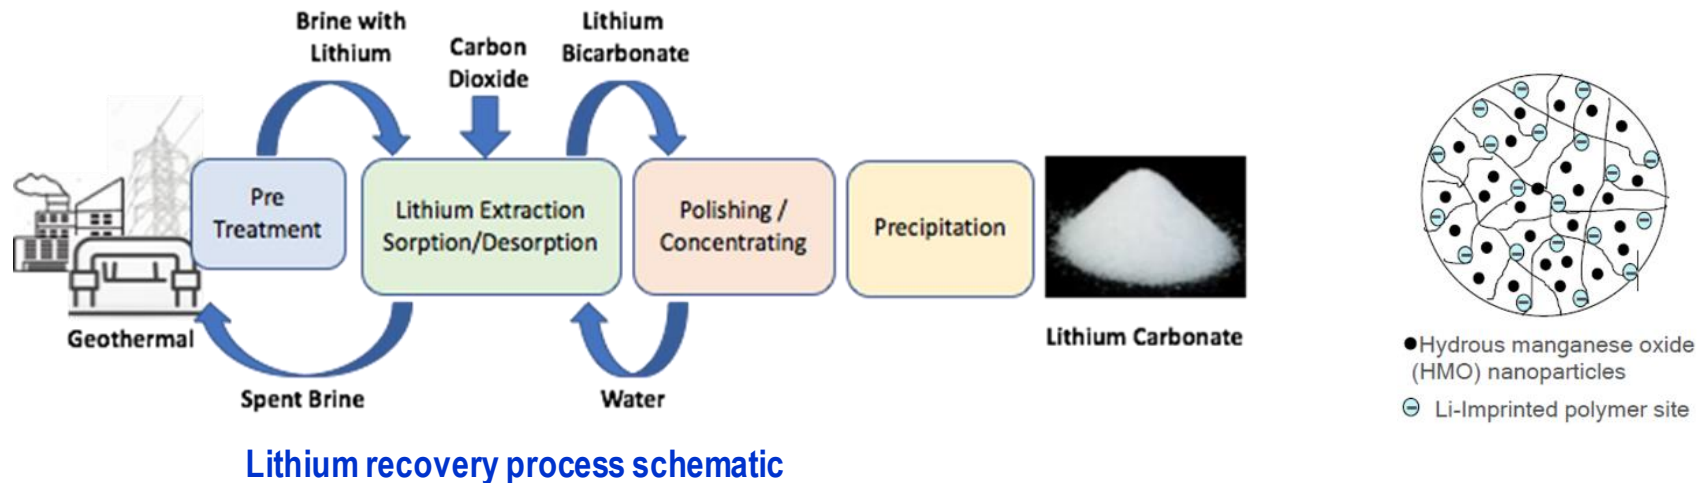 Brine with
Lithium
Carbon
Dioxide
Lithium
Bicarbonate
Pre
Treatment
Lithium Extraction
Sorption/Desorption
Polishing /
Concentrating
Precipitation
Geothermal
Lithium Carbonate
Spent Brine
Water
Lithium recovery process schematic
Hydrous manganese oxide
(HMO) nanoparticles
Li-Imprinted polymer site